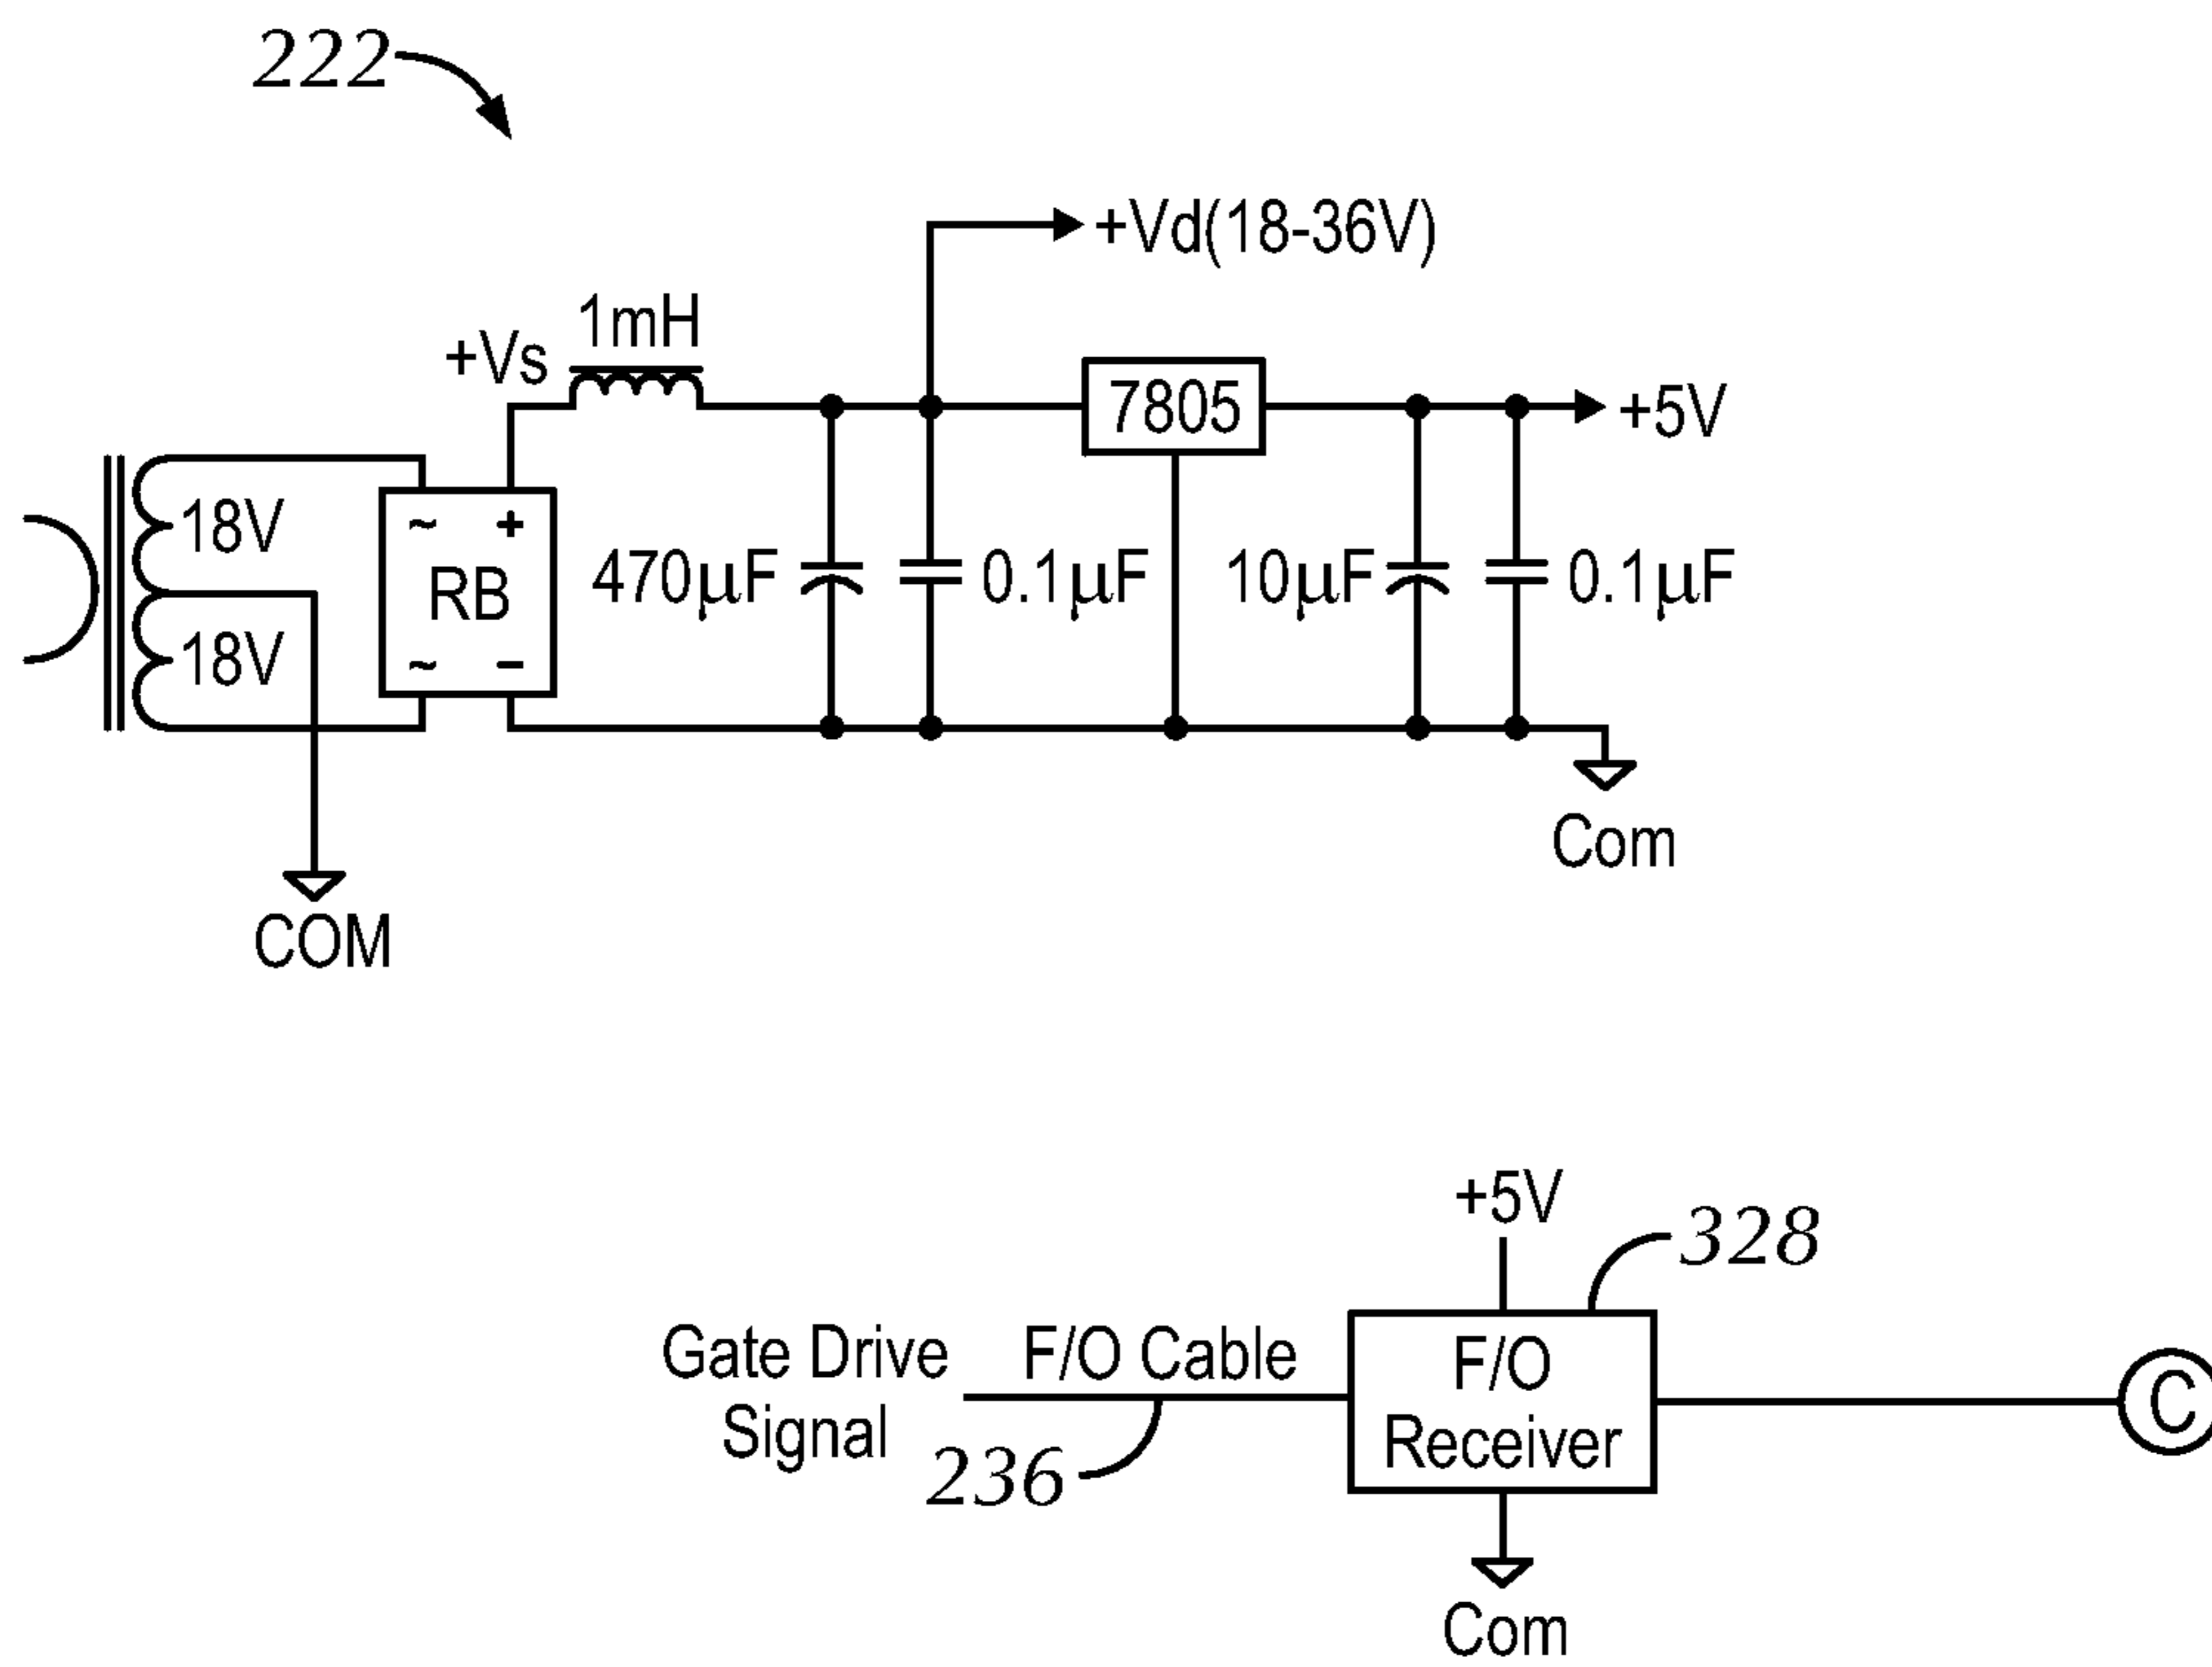 222
+Vd(18-36V)
1mH
+Vs
7805
+5V
18V
~ +
RB
470µF
0.1µF
10µF
0.1µF
18V
~ −
Com
COM
+5V
328
Gate Drive
Signal
F/O Cable
F/O
Receiver
C
236
Com